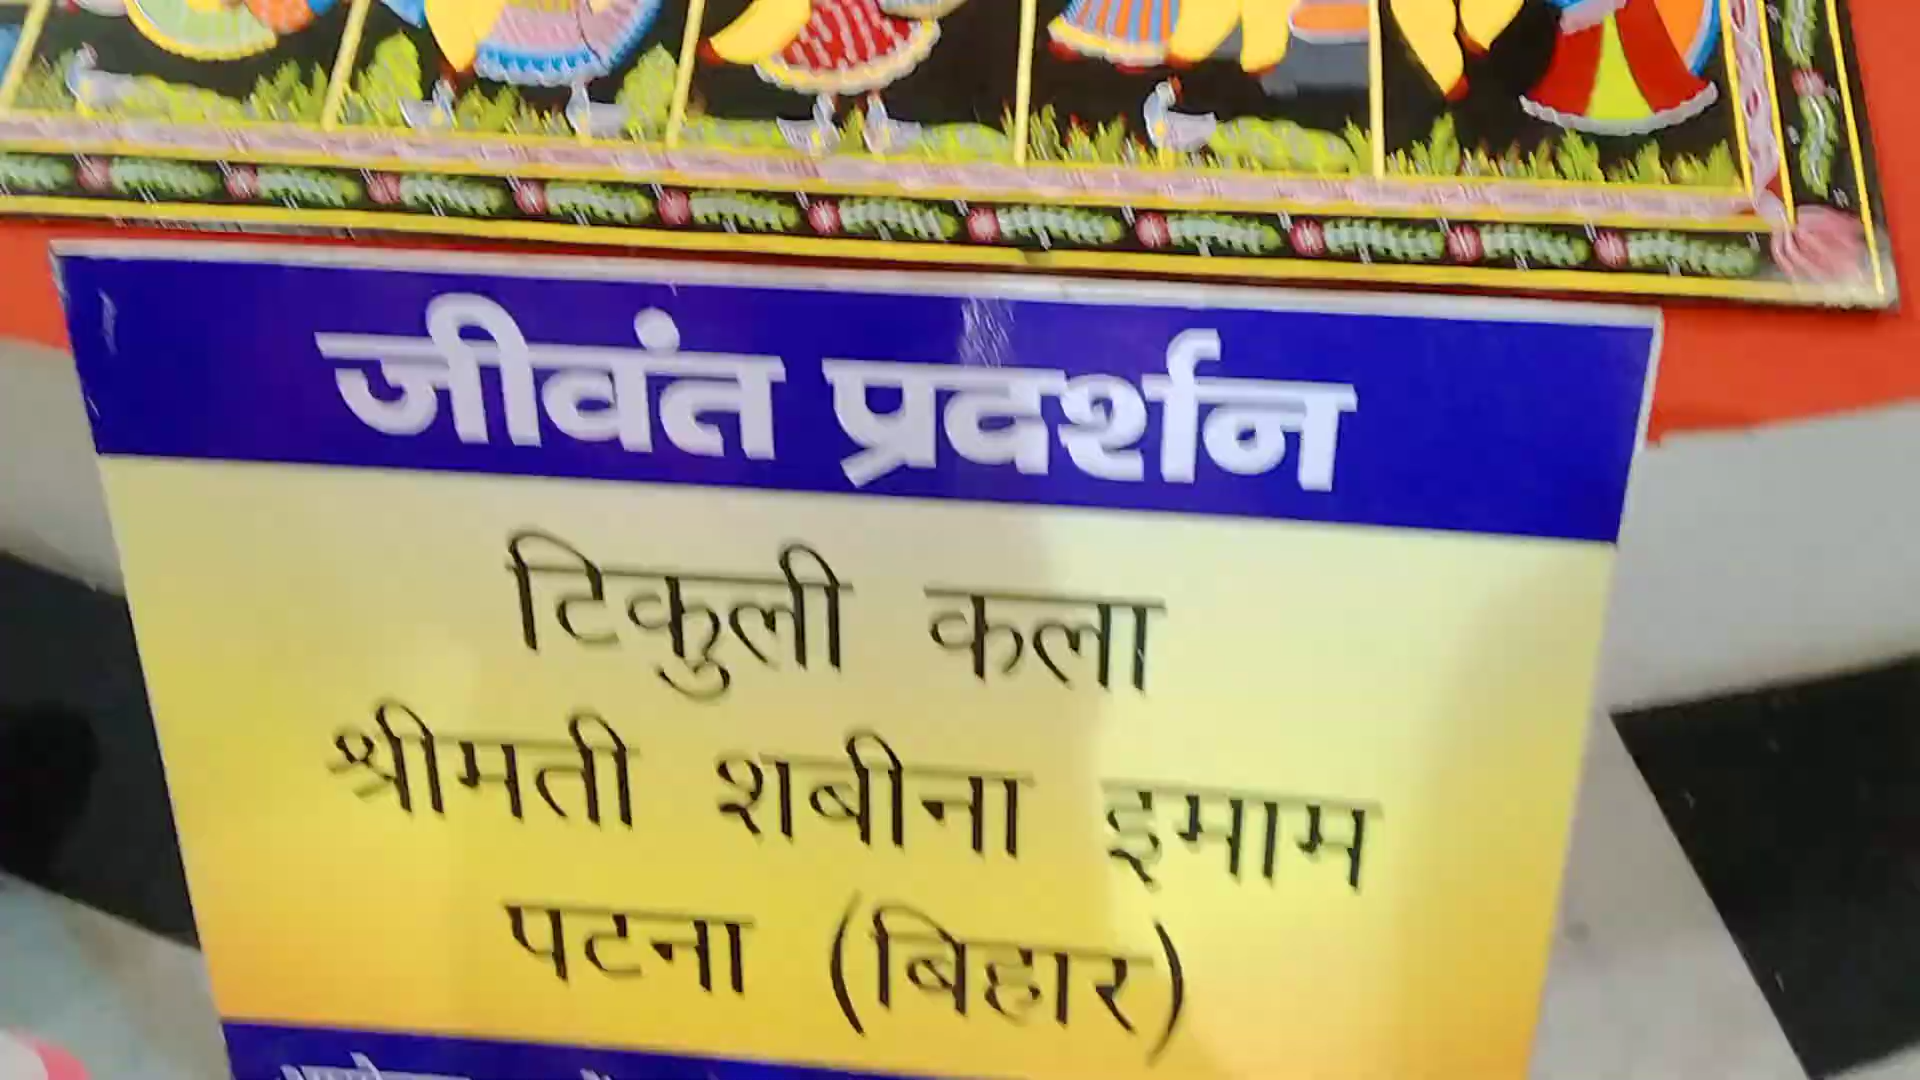 जीवंत प्रदर्शन
टिकुली कला
श्रीमती शबीना इमाम
पटना (बिहार)